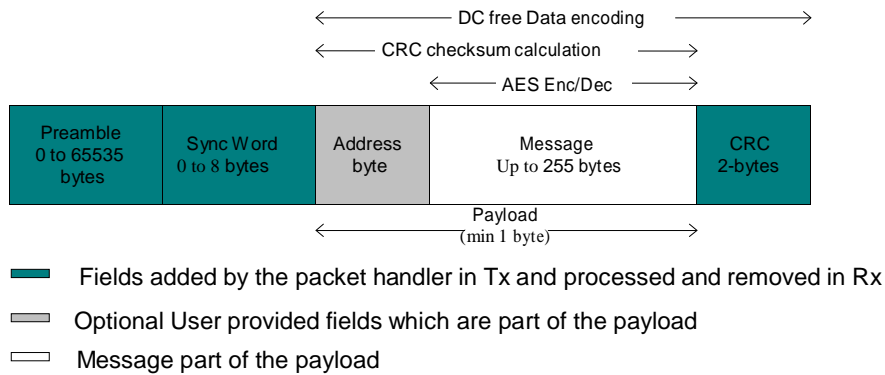 DC free Data encoding
CRC checksum calculation
AES Enc/Dec
Preamble
0 to 65535
bytes
Sync Word
0 to 8 bytes
Address
byte
Message
Up to 255 bytes
CRC
2-bytes
Payload
(min 1 byte)
Fields added by the packet handler in Tx and processed and removed in Rx
Optional User provided fields which are part of the payload
Message part of the payload